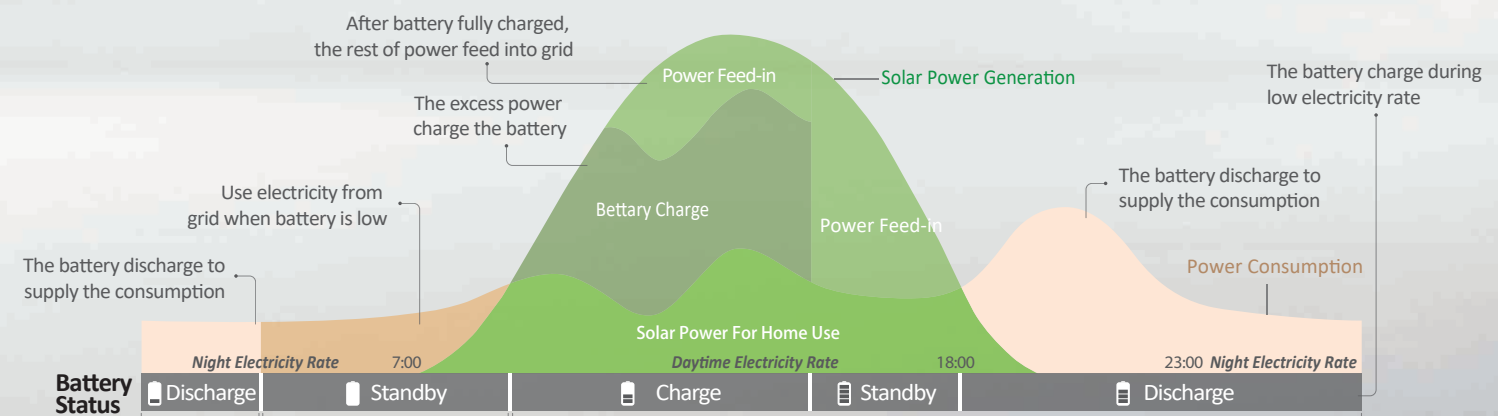 After battery fully charged,
the rest of power feed into grid
Power Feed-in
Solar Power Generation
The battery charge during
low electricity rate
The excess power
charge the battery
Use electricity from
grid when battery is low
Bettary Charge
Power Feed-in
The battery discharge to
supply the consumption
The battery discharge to
supply the consumption
Power Consumption
Solar Power For Home Use
Night Electricity Rate 7:00 Daytime Electricity Rate 18:00 23:00 Night Electricity Rate
Battery
Status
Discharge Standby Charge Standby Discharge